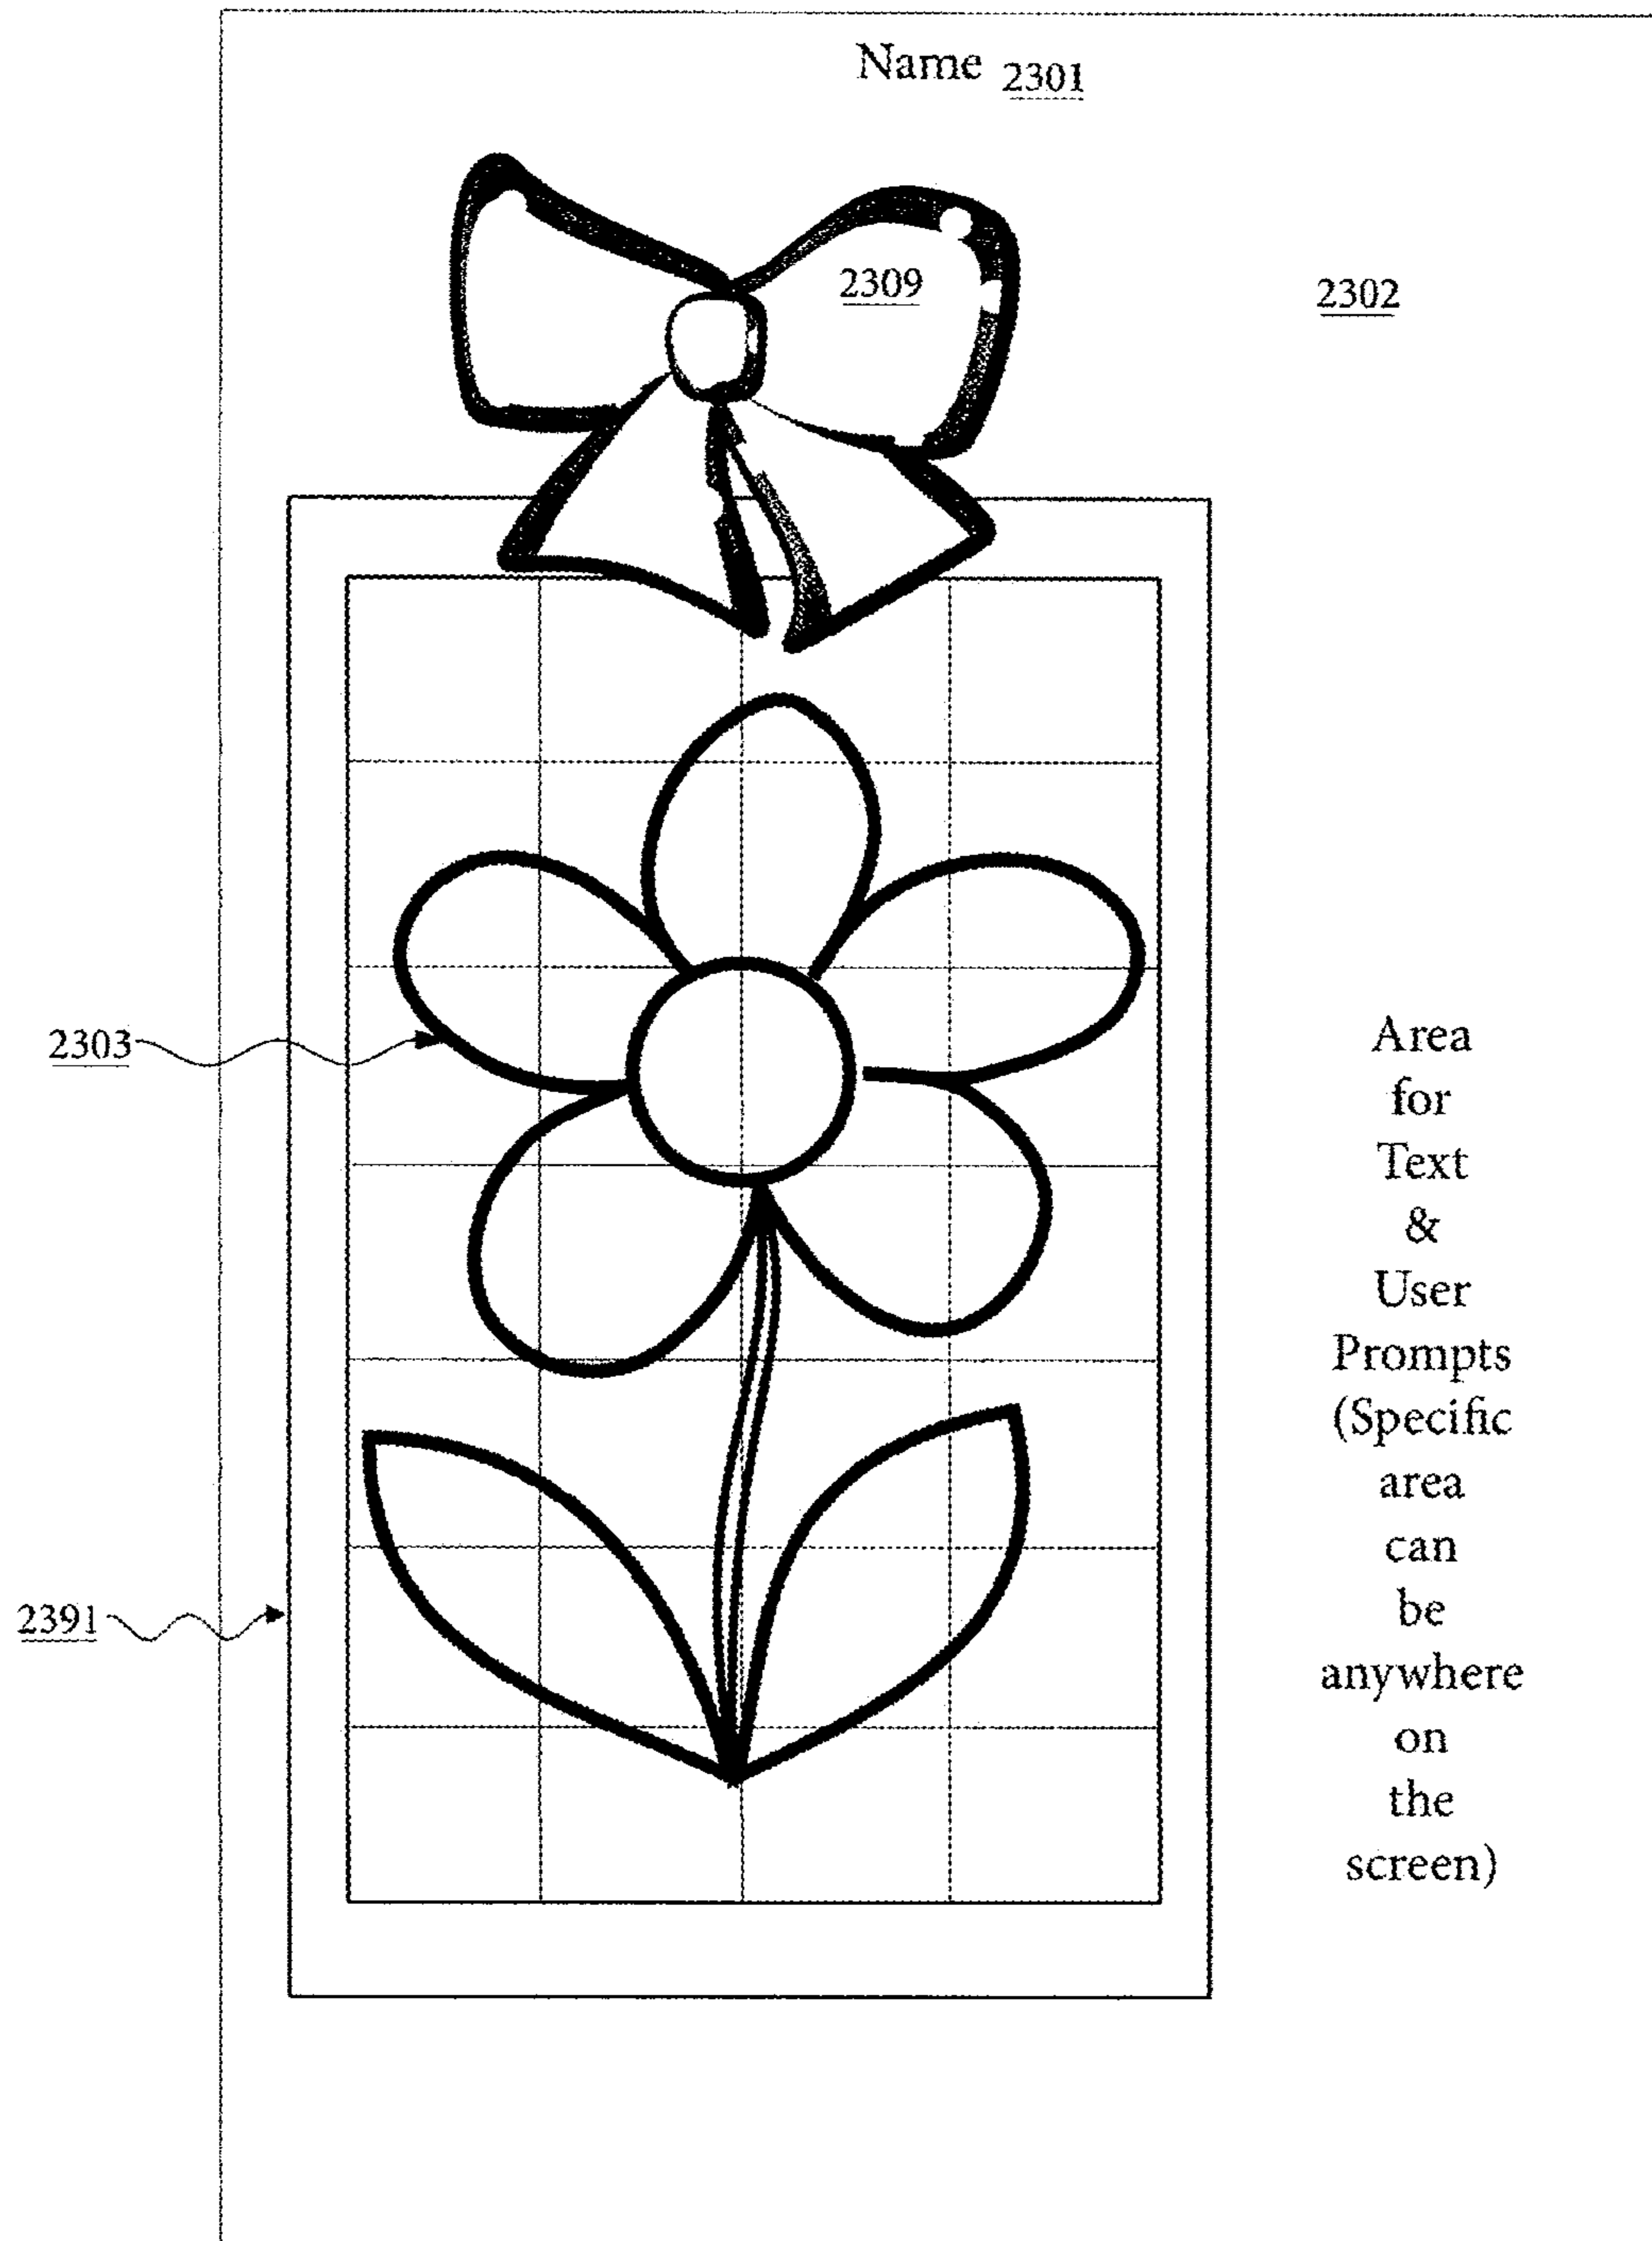 Name 2301
2309
2302
2303
2391
Area
for
Text
&
User
Prompts
(Specific
area
can
be
anywhere
on
the
screen)